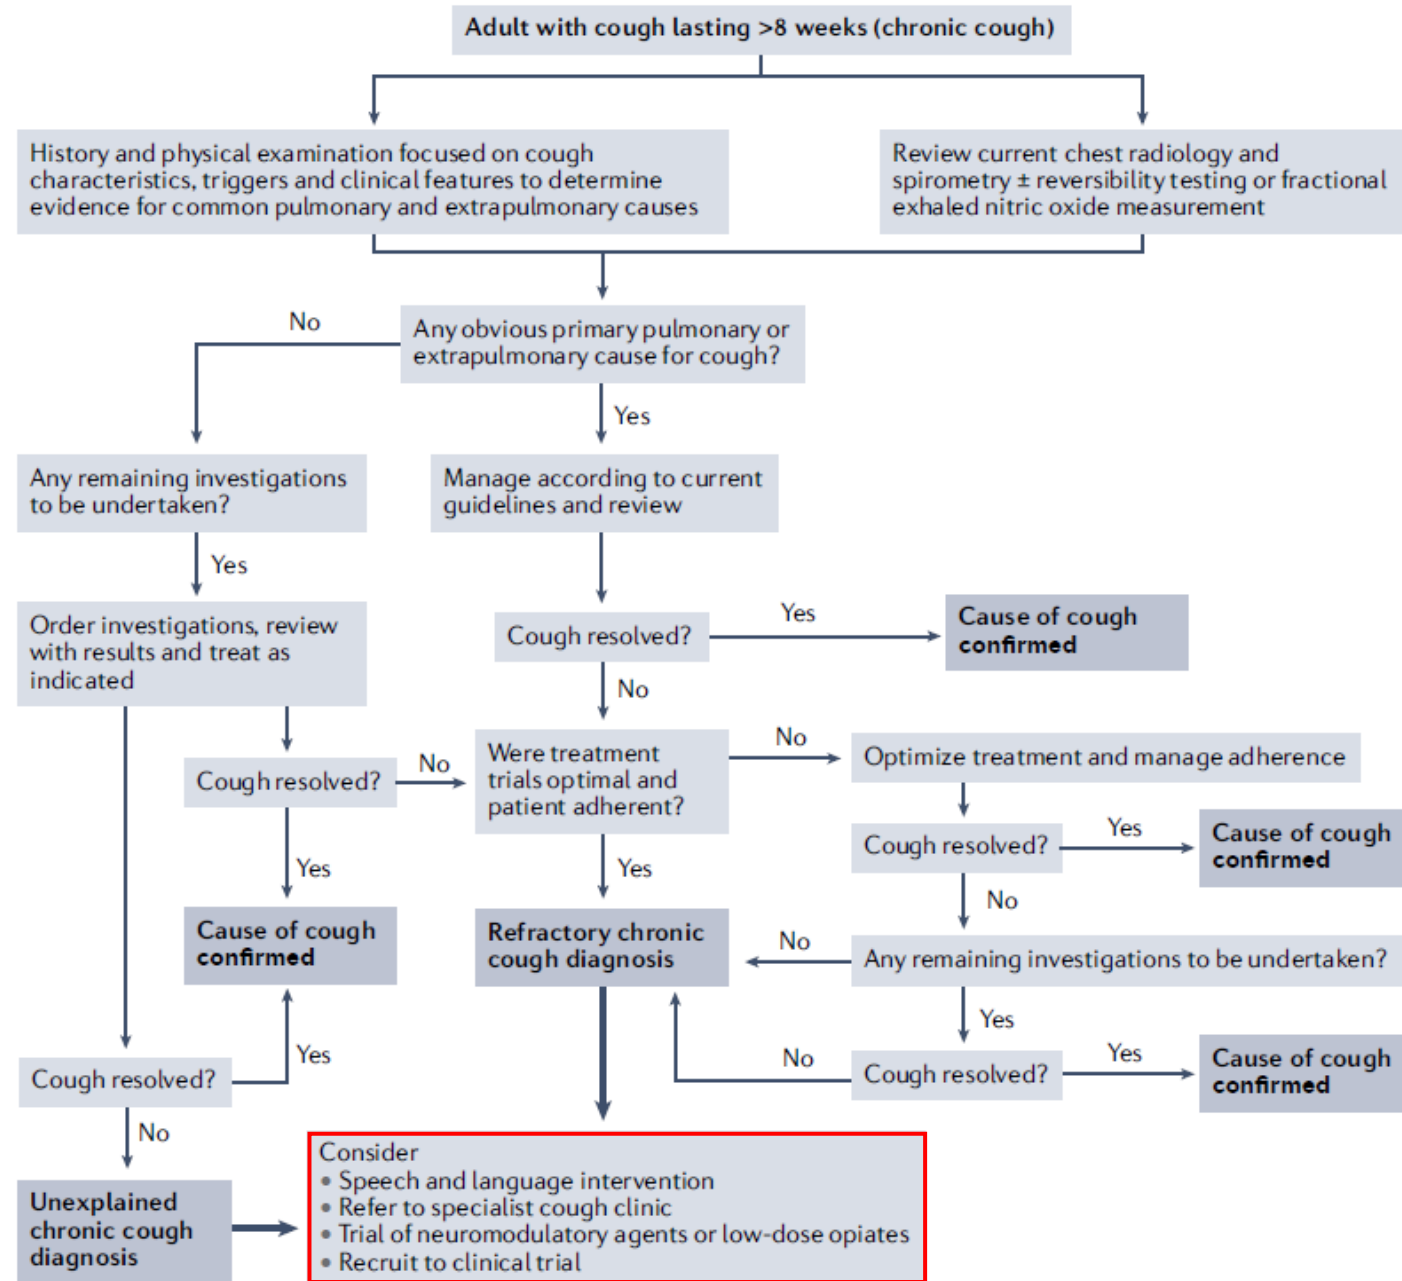 Adult with cough lasting >8 weeks (chronic cough)
History and physical examination focused on cough
characteristics, triggers and clinical features to determine
evidence for common pulmonary and extrapulmonary causes
Review current chest radiology and
spirometry ± reversibility testing or fractional
exhaled nitric oxide measurement
No
Any obvious primary pulmonary or
extrapulmonary cause for cough?
Yes
Any remaining investigations
to be undertaken?
Manage according to current
guidelines and review
Yes
Order investigations, review
with results and treat as
indicated
Cough resolved?
Yes
Cause of cough
confirmed
No
Cough resolved?
No
Were treatment
trials optimal and
patient adherent?
No
Optimize treatment and manage adherence
Yes
Cough resolved?
Yes
Cause of cough
confirmed
Yes
No
Cause of cough
confirmed
Refractory chronic
cough diagnosis
No
Any remaining investigations to be undertaken?
Yes
Cough resolved?
Yes
No
Cough resolved?
Yes
Cause of cough
confirmed
No
Unexplained
chronic cough
diagnosis
Consider
• Speech and language intervention
• Refer to specialist cough clinic
• Trial of neuromodulatory agents or low-dose opiates
• Recruit to clinical trial